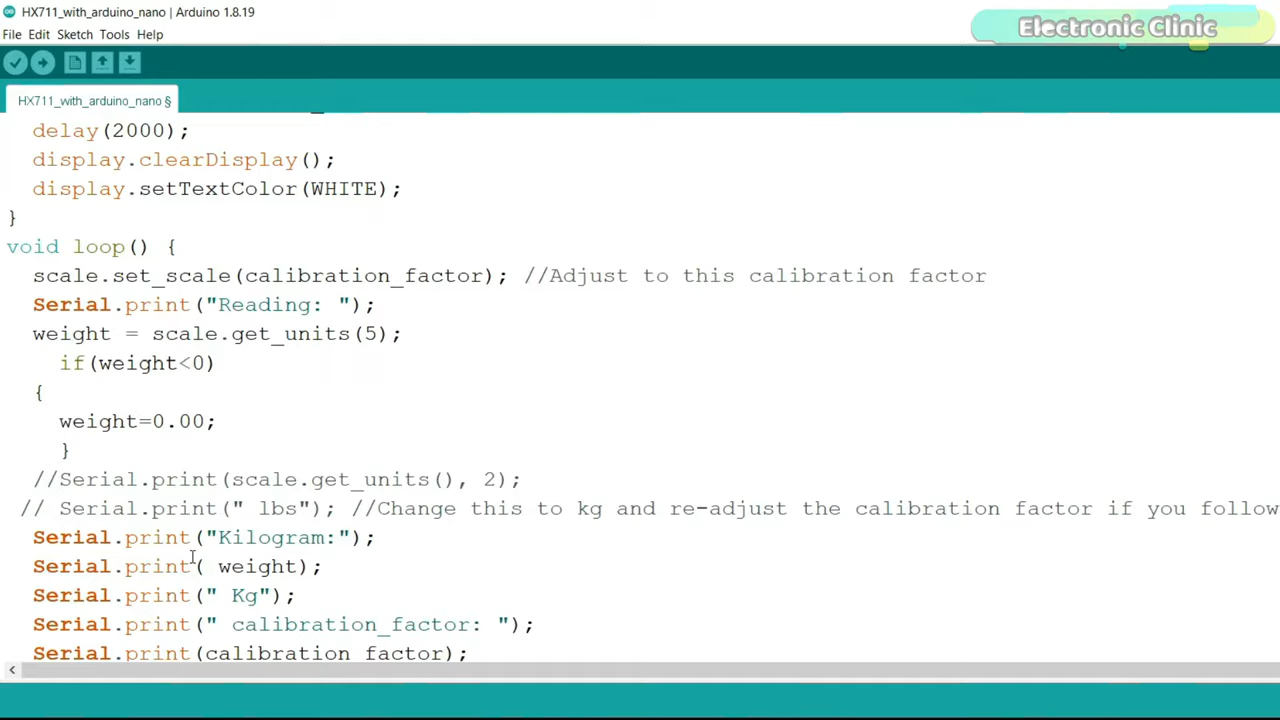 HX711_with_arduino_nano | Arduino 1.8.19
Electronic Clinic
File Edit Sketch Tools Help
HX711_with_arduino_nano §
delay(2000);
display.clearDisplay();
display.setTextColor(WHITE);
}
void loop() {
scale.set_scale(calibration_factor); //Adjust to this calibration factor
Serial.print("Reading: ");
weight = scale.get_units(5);
if(weight<0)
{
weight=0.00;
}
//Serial.print(scale.get_units(), 2);
// Serial.print(" lbs"); //Change this to kg and re-adjust the calibration factor if you follow
Serial.print("Kilogram:");
Serial.print( weight);
Serial.print(" Kg");
Serial.print(" calibration_factor: ");
Serial.print(calibration_factor);